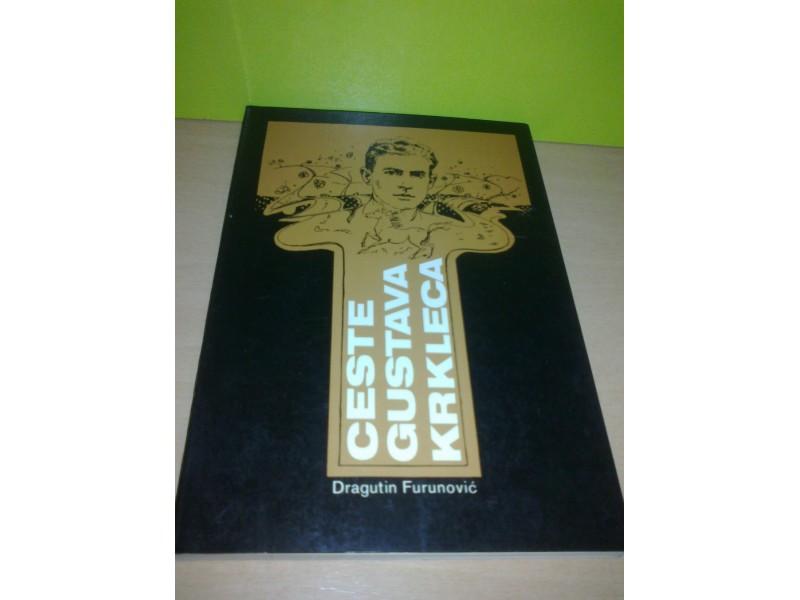 CESTE
GUSTAVA
KRKLECA
Dragutin Furunović